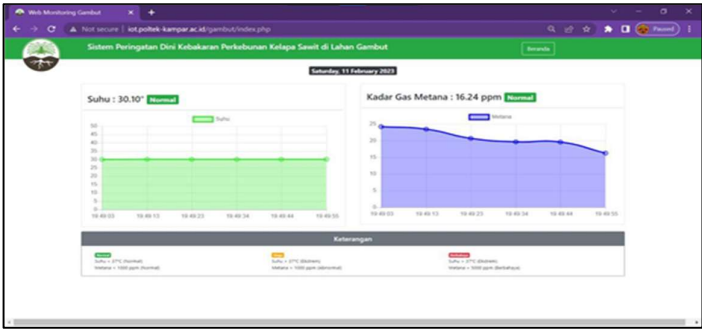 Web Monitoring Gambut
Not secure | iot.poltek-kampar.ac.id/gambut/index.php
Paused
Sistem Peringatan Dini Kebakaran Perkebunan Kelapa Sawit di Lahan Gambut
Beranda
Saturday, 11 February 2023
Suhu : 30.10° Normal
Kadar Gas Metana : 16.24 ppm Normal
Suhu
Metana
50
45
40
35
30
25
20
15
10
5
0
25
20
15
10
5
0
19:49:03 19:49:13 19:49:23 19:49:34 19:49:44 19:49:55
19:49:03 19:49:13 19:49:23 19:49:34 19:49:44 19:49:55
Keterangan
Normal
Berbahaya